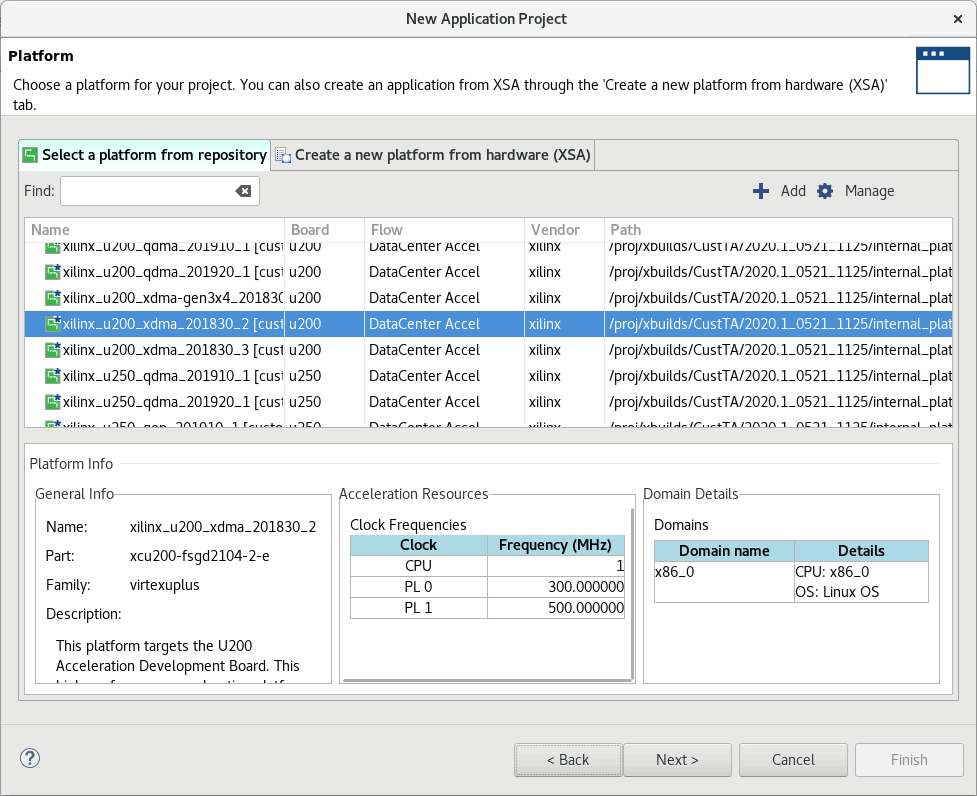 New Application Project
Platform
Choose a platform for your project. You can also create an application from XSA through the 'Create a new platform from hardware (XSA)'
tab.
Select a platform from repository Create a new platform from hardware (XSA)
Find: Add Manage
Name Board Flow Vendor Path
xilinx_u200_qdma_201910_1 [cust u200 DataCenter Accel xilinx /proj/xbuilds/CustTA/2020.1_0521_1125/internal_plat
xilinx_u200_qdma_201920_1 [cust u200 DataCenter Accel xilinx /proj/xbuilds/CustTA/2020.1_0521_1125/internal_plat
xilinx_u200_xdma-gen3x4_201830 u200 DataCenter Accel xilinx /proj/xbuilds/CustTA/2020.1_0521_1125/internal_plat
xilinx_u200_xdma_201830_2 [cust u200 DataCenter Accel xilinx /proj/xbuilds/CustTA/2020.1_0521_1125/internal_plat
xilinx_u200_xdma_201830_3 [cust u200 DataCenter Accel xilinx /proj/xbuilds/CustTA/2020.1_0521_1125/internal_plat
xilinx_u250_qdma_201910_1 [cust u250 DataCenter Accel xilinx /proj/xbuilds/CustTA/2020.1_0521_1125/internal_plat
xilinx_u250_qdma_201920_1 [cust u250 DataCenter Accel xilinx /proj/xbuilds/CustTA/2020.1_0521_1125/internal_plat
Platform Info
General Info
Name: xilinx_u200_xdma_201830_2
Part: xcu200-fsgd2104-2-e
Family: virtexuplus
Description:
This platform targets the U200
Acceleration Development Board. This
Acceleration Resources
Clock Frequencies
Clock Frequency (MHz)
CPU 1
PL 0 300.000000
PL 1 500.000000
Domain Details
Domains
Domain name Details
x86_0 CPU: x86_0
OS: Linux OS
< Back Next > Cancel Finish